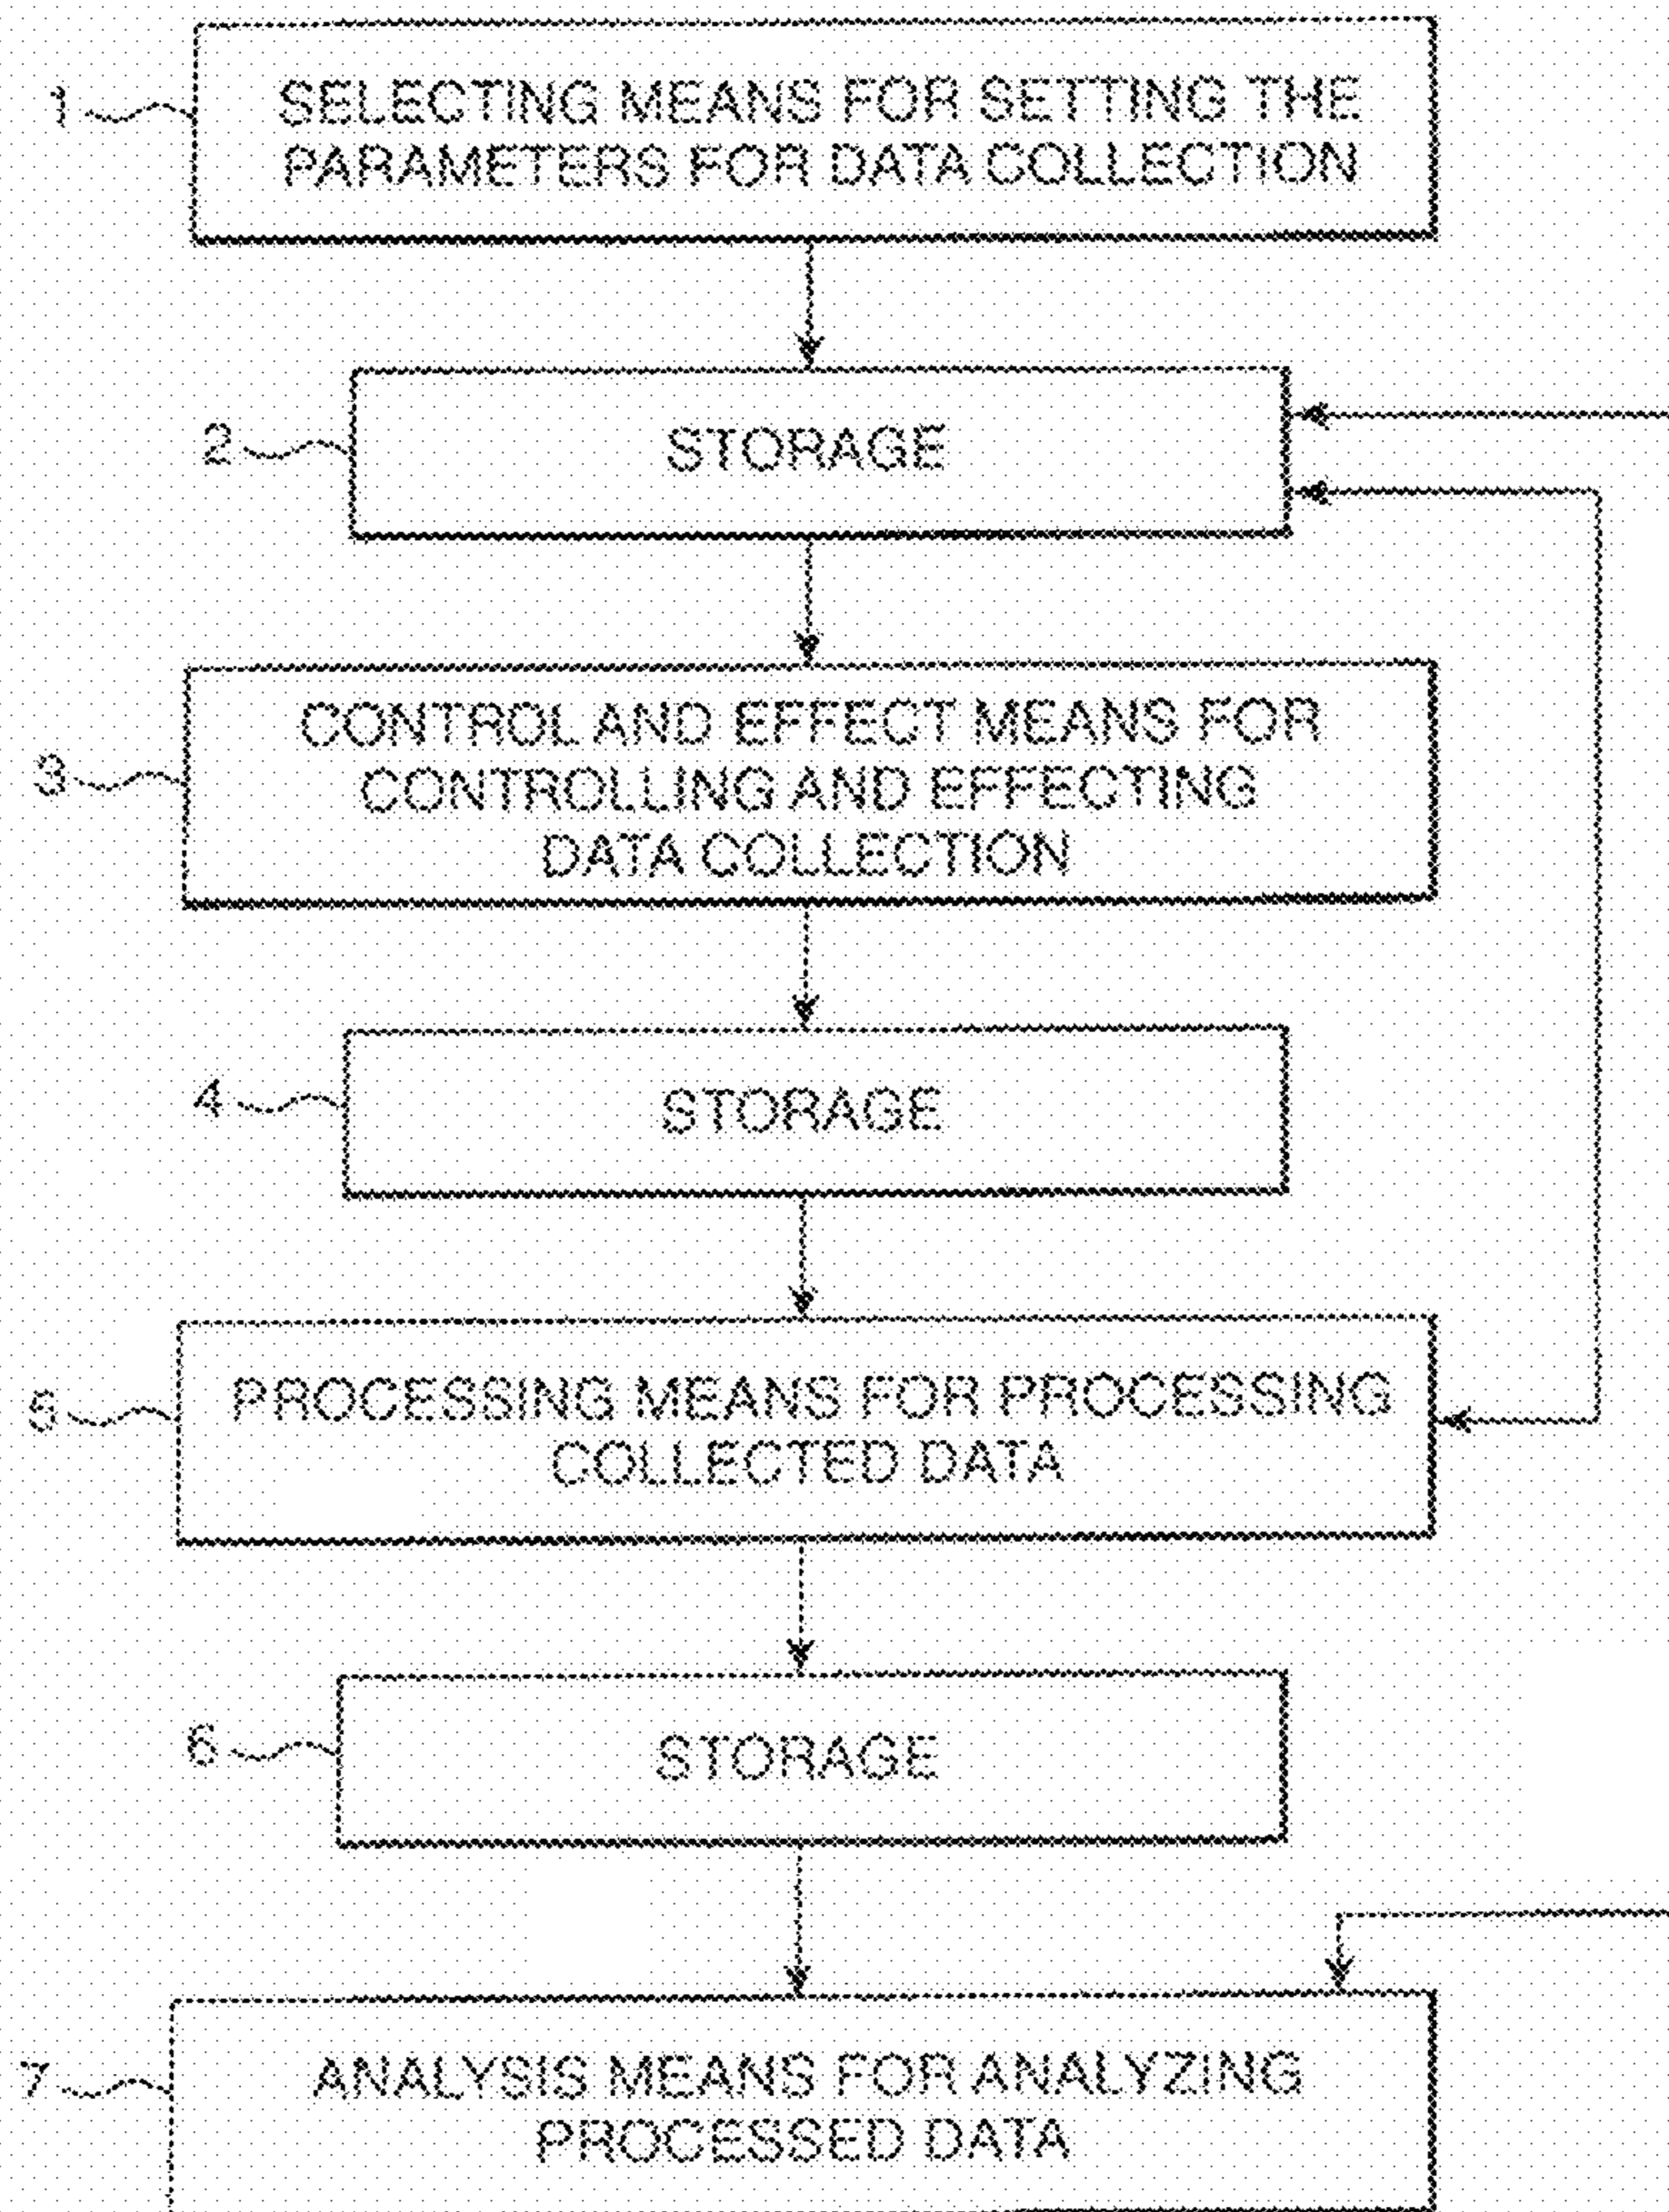 1
SELECTING MEANS FOR SETTING THE
PARAMETERS FOR DATA COLLECTION
2
STORAGE
3
CONTROL AND EFFECT MEANS FOR
CONTROLLING AND EFFECTING
DATA COLLECTION
4
STORAGE
5
PROCESSING MEANS FOR PROCESSING
COLLECTED DATA
6
STORAGE
7
ANALYSIS MEANS FOR ANALYZING
PROCESSED DATA